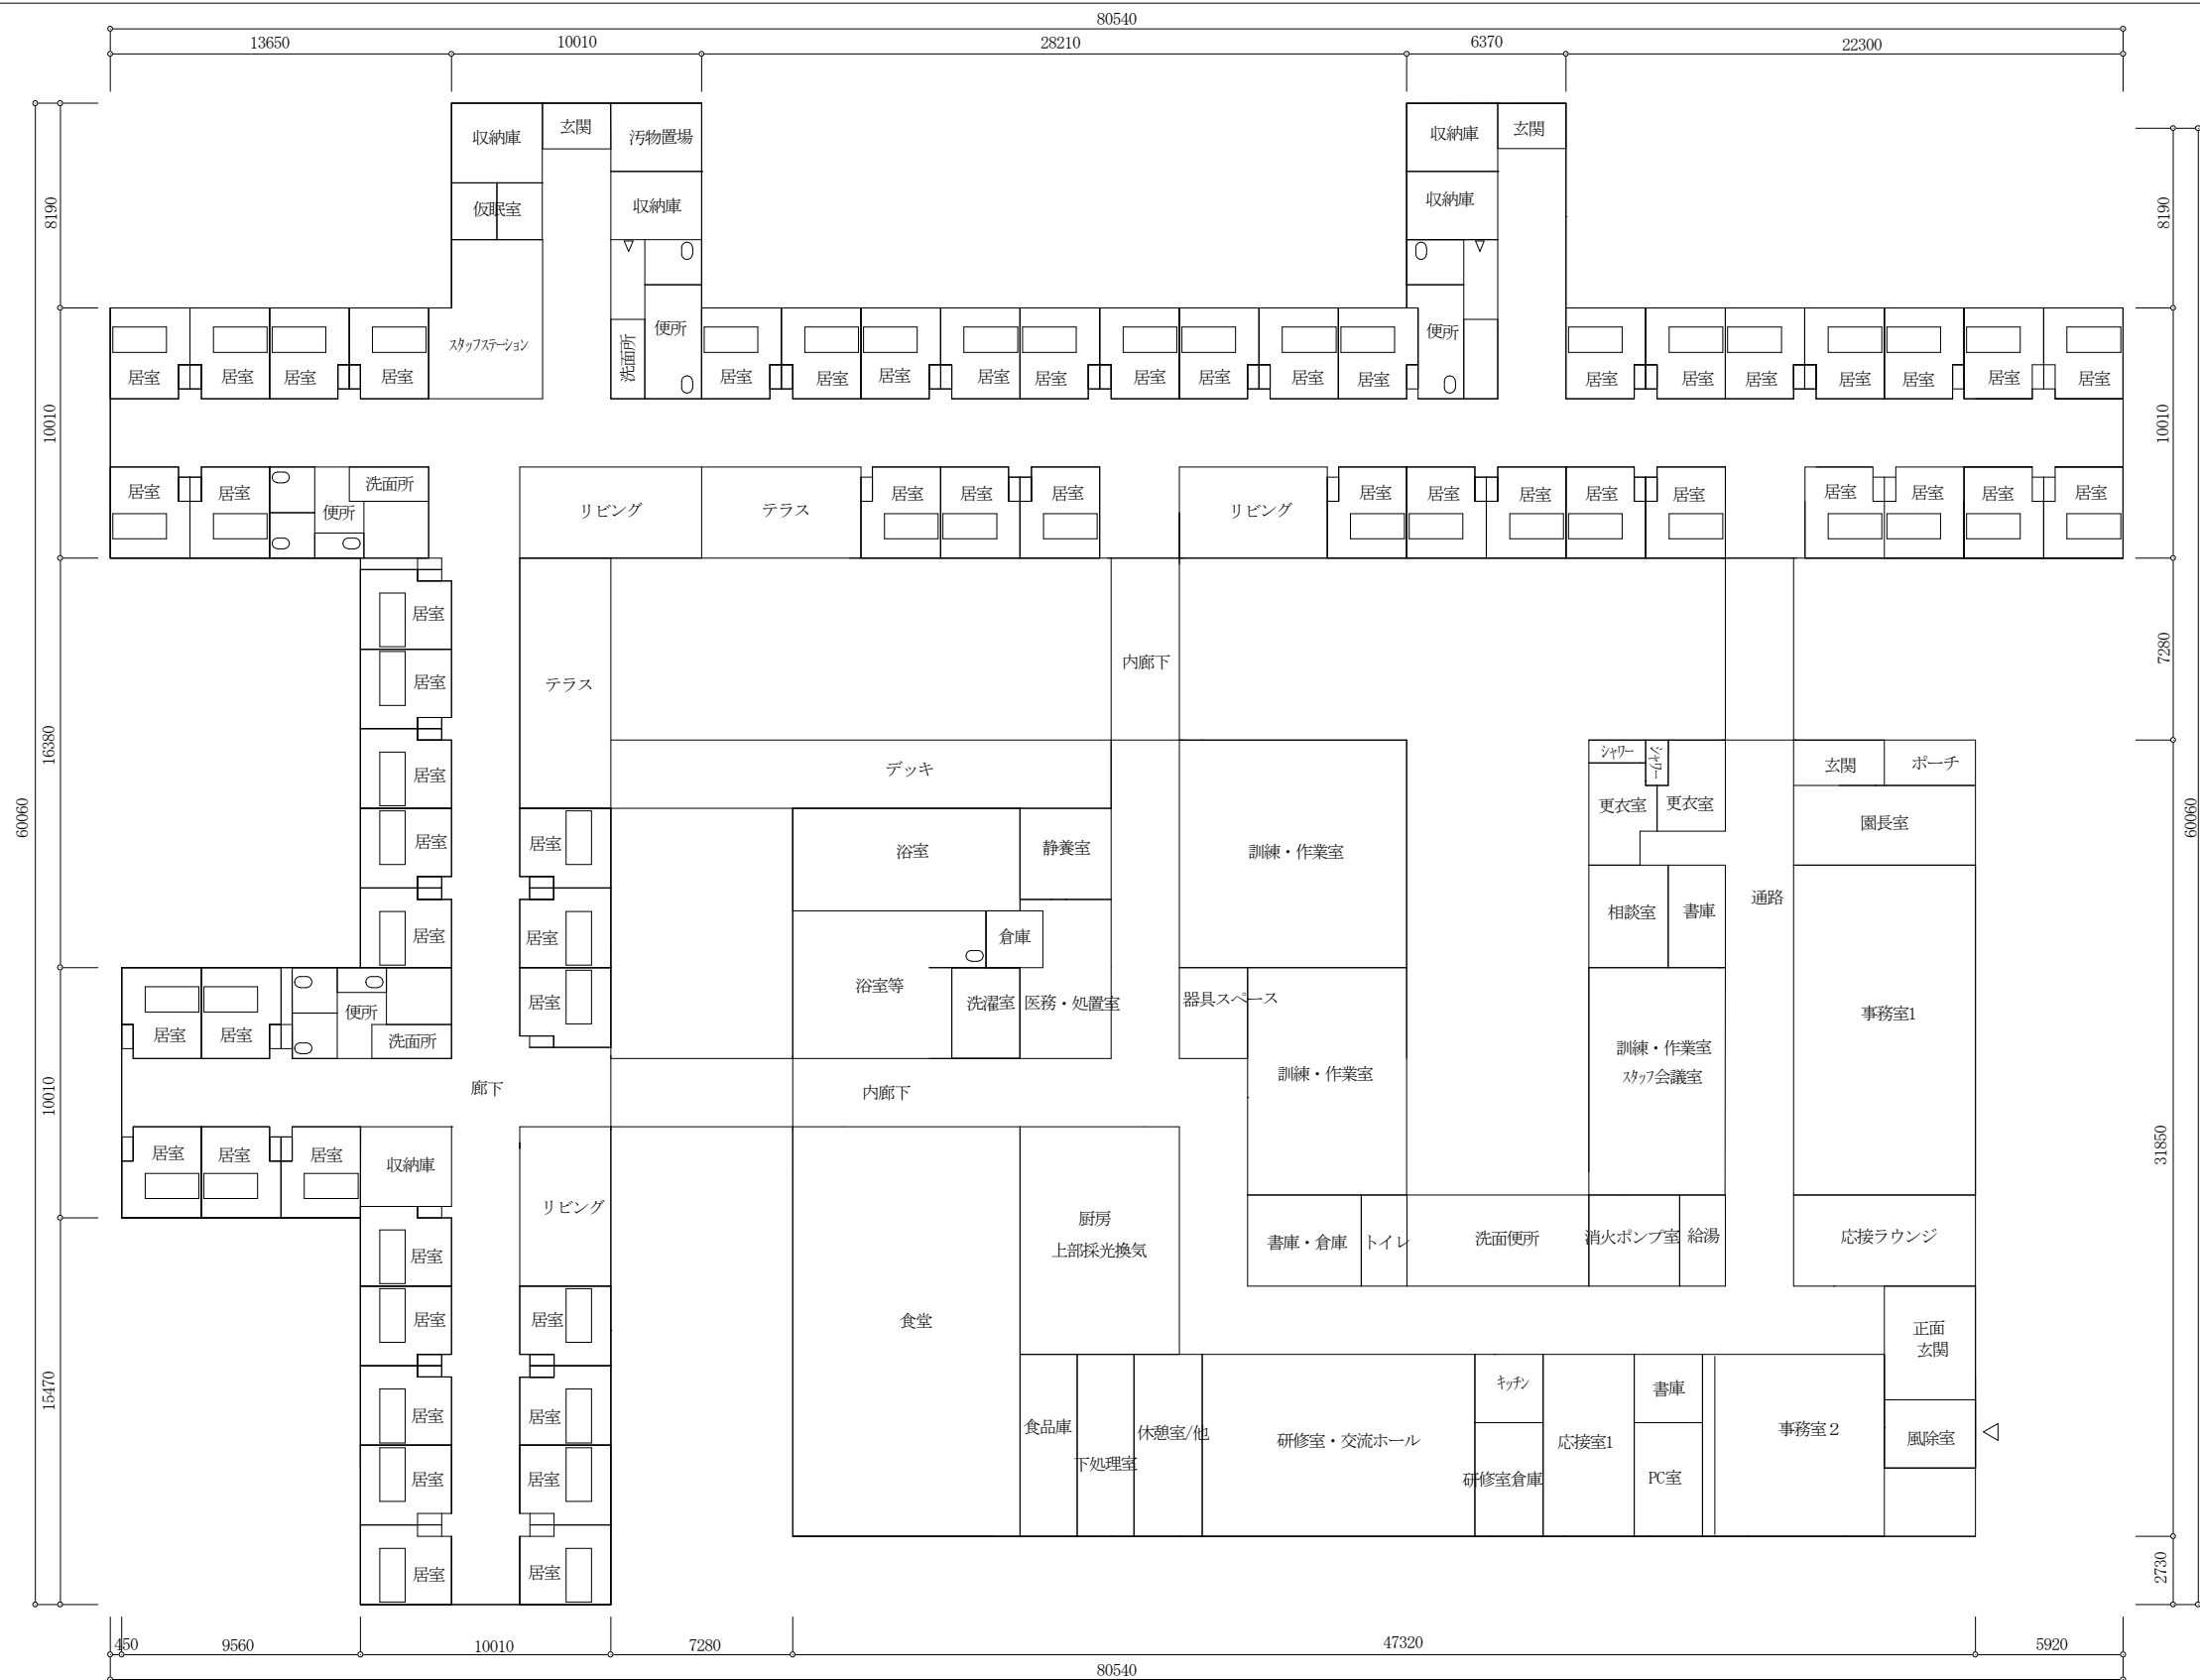 80540
13650 10010 28210 6370 22300
収納庫 玄関 汚物置場 収納庫 玄関
仮眠室 収納庫 収納庫
8190 8190
スタッフステーション 洗面所 便所 便所
居室 居室 居室 居室 居室 居室 居室 居室 居室 居室 居室 居室 居室 居室 居室 居室 居室 居室 居室 居室
10010 10010
居室 居室 便所 洗面所 リビング テラス 居室 居室 居室 リビング 居室 居室 居室 居室 居室 居室 居室 居室 居室
居室
内廊下 7280
居室 テラス
16380
居室 デッキ シャワー シャワー 玄関 ポーチ
60060 60060
更衣室 更衣室
園長室
居室 居室 浴室 静養室 訓練・作業室
通路
居室 居室 倉庫 相談室 書庫
浴室等 洗濯室 医務・処置室 器具スペース 事務室1
居室
便所
居室 居室 洗面所
訓練・作業室
スタッフ会議室
訓練・作業室
10010 廊下 内廊下
31850
居室 居室 居室 収納庫
リビング
厨房
上部採光換気
書庫・倉庫 トイレ 洗面便所 消火ポンプ室 給湯 応接ラウンジ
居室
居室 居室 食堂
正面
玄関
15470
キッチン 書庫
居室 居室 食品庫 休憩室/他 研修室・交流ホール 応接室1 事務室２ 風除室
下処理室 研修室倉庫 PC室
居室 居室
居室 居室
2730
450 9560 10010 7280 47320 5920
80540